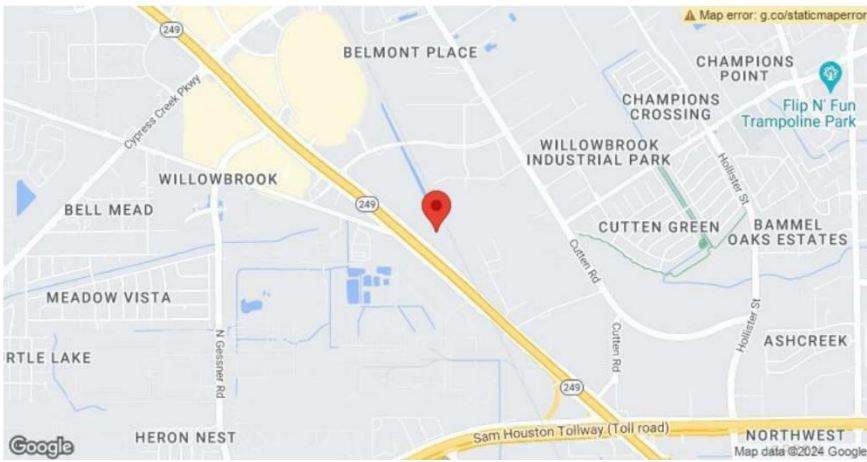 Map error: g.co/staticmaperror
249
BELMONT PLACE
CHAMPIONS
POINT
Cypress Creek Pkwy
CHAMPIONS
CROSSING
Flip N' Fun
Trampoline Park
WILLOWBROOK
INDUSTRIAL PARK
Hollister St
WILLOWBROOK
249
BELL MEAD
CUTTEN GREEN
BAMMEL
OAKS ESTATES
Cutten Rd
MEADOW VISTA
N Gessner Rd
Cutten Rd
Hollister St
ASHCREEK
RTLE LAKE
249
Sam Houston Tollway (Toll road)
HERON NEST
NORTHWEST
Google
Map data ©2024 Google